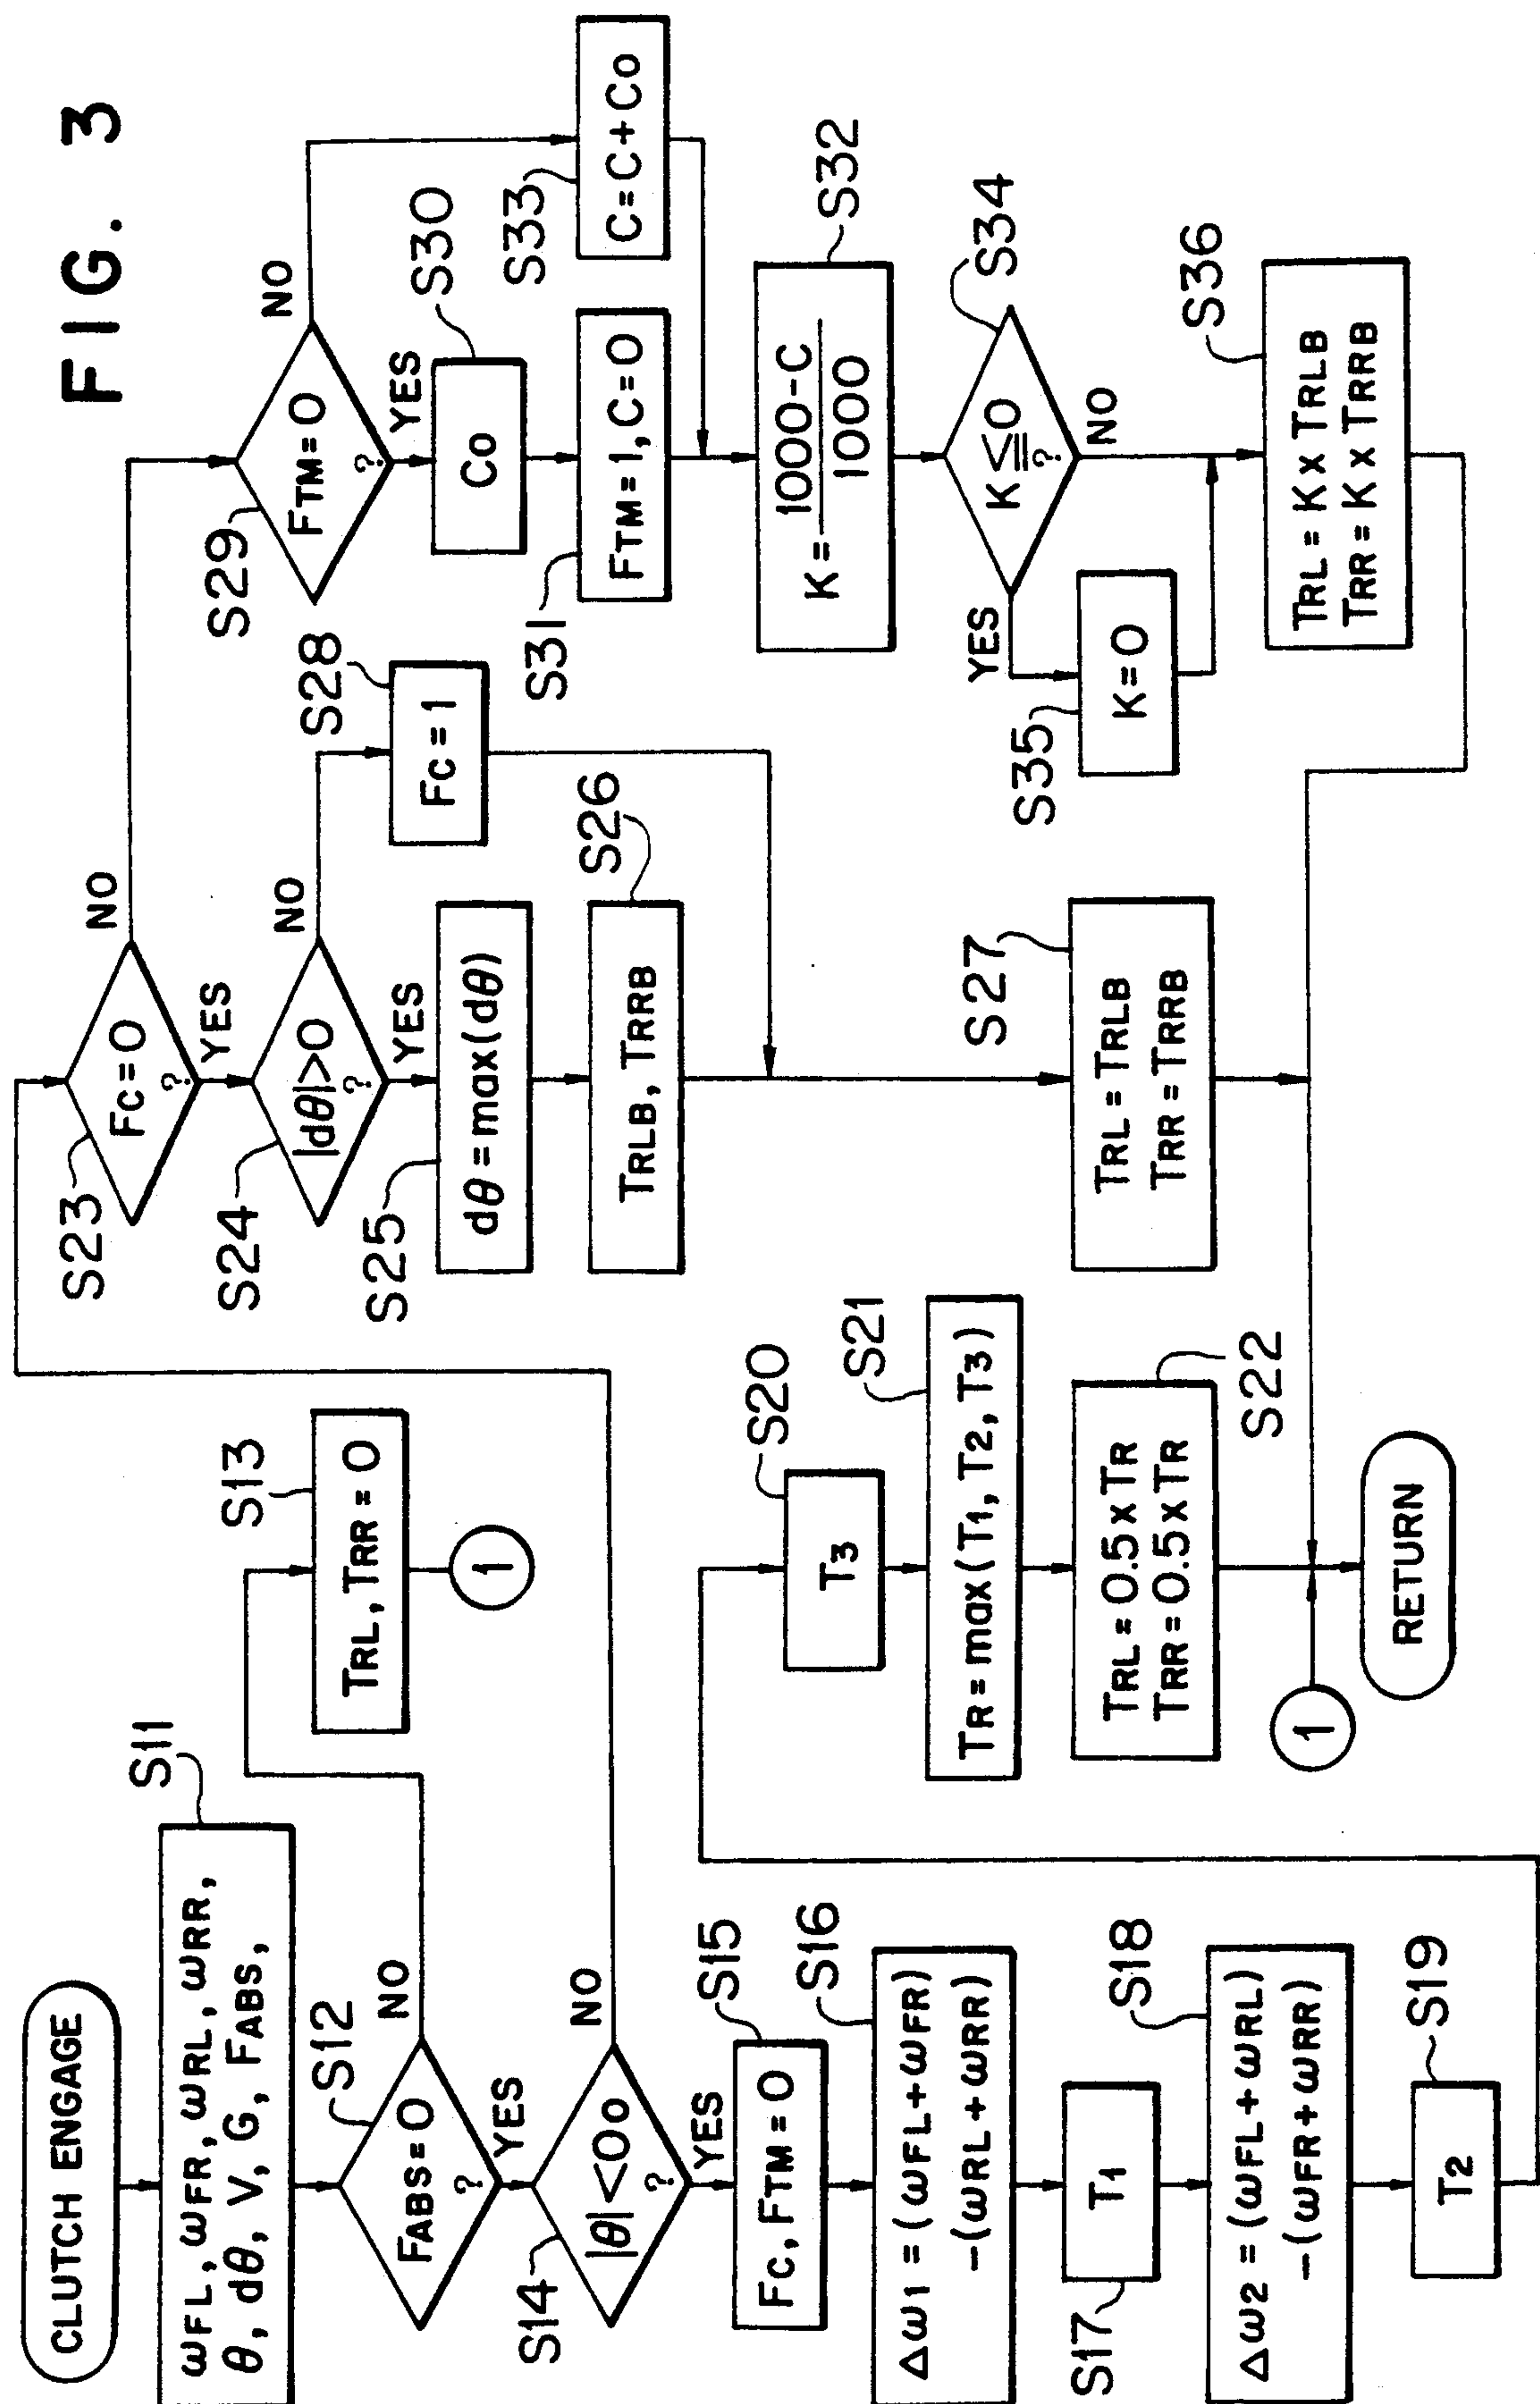 FIG. 3
CLUTCH ENGAGE
S11
ωFL, ωFR, ωRL, ωRR,
θ, dθ, V, G, FABS,
S12
FABS=0
?
NO
YES
S13
TRL, TRR = 0
1
S14
|θ| <00
?
NO
YES
S15
FC, FTM = 0
S16
Δω1 = (ωFL+ωFR)
-(ωRL+ωRR)
S17
T1
S18
Δω2 = (ωFL+ωRL)
-(ωFR+ωRR)
S19
T2
S20
T3
S21
TR = max(T1, T2, T3)
S22
TRL = 0.5 x TR
TRR = 0.5 x TR
1
RETURN
S23
FC = 0
?
NO
YES
S24
|dθ|>0
?
NO
YES
S25
dθ = max(dθ)
S26
TRLB, TRRB
S28
FC = 1
S27
TRL = TRLB
TRR = TRRB
S29
FTM = 0
?
NO
YES
S30
C0
S31
FTM = 1, C = 0
S33
C = C + C0
S32
K = 1000 - C
1000
S34
K ≦ 0
?
YES
NO
S35
K = 0
S36
TRL = K x TRLB
TRR = K x TRRB